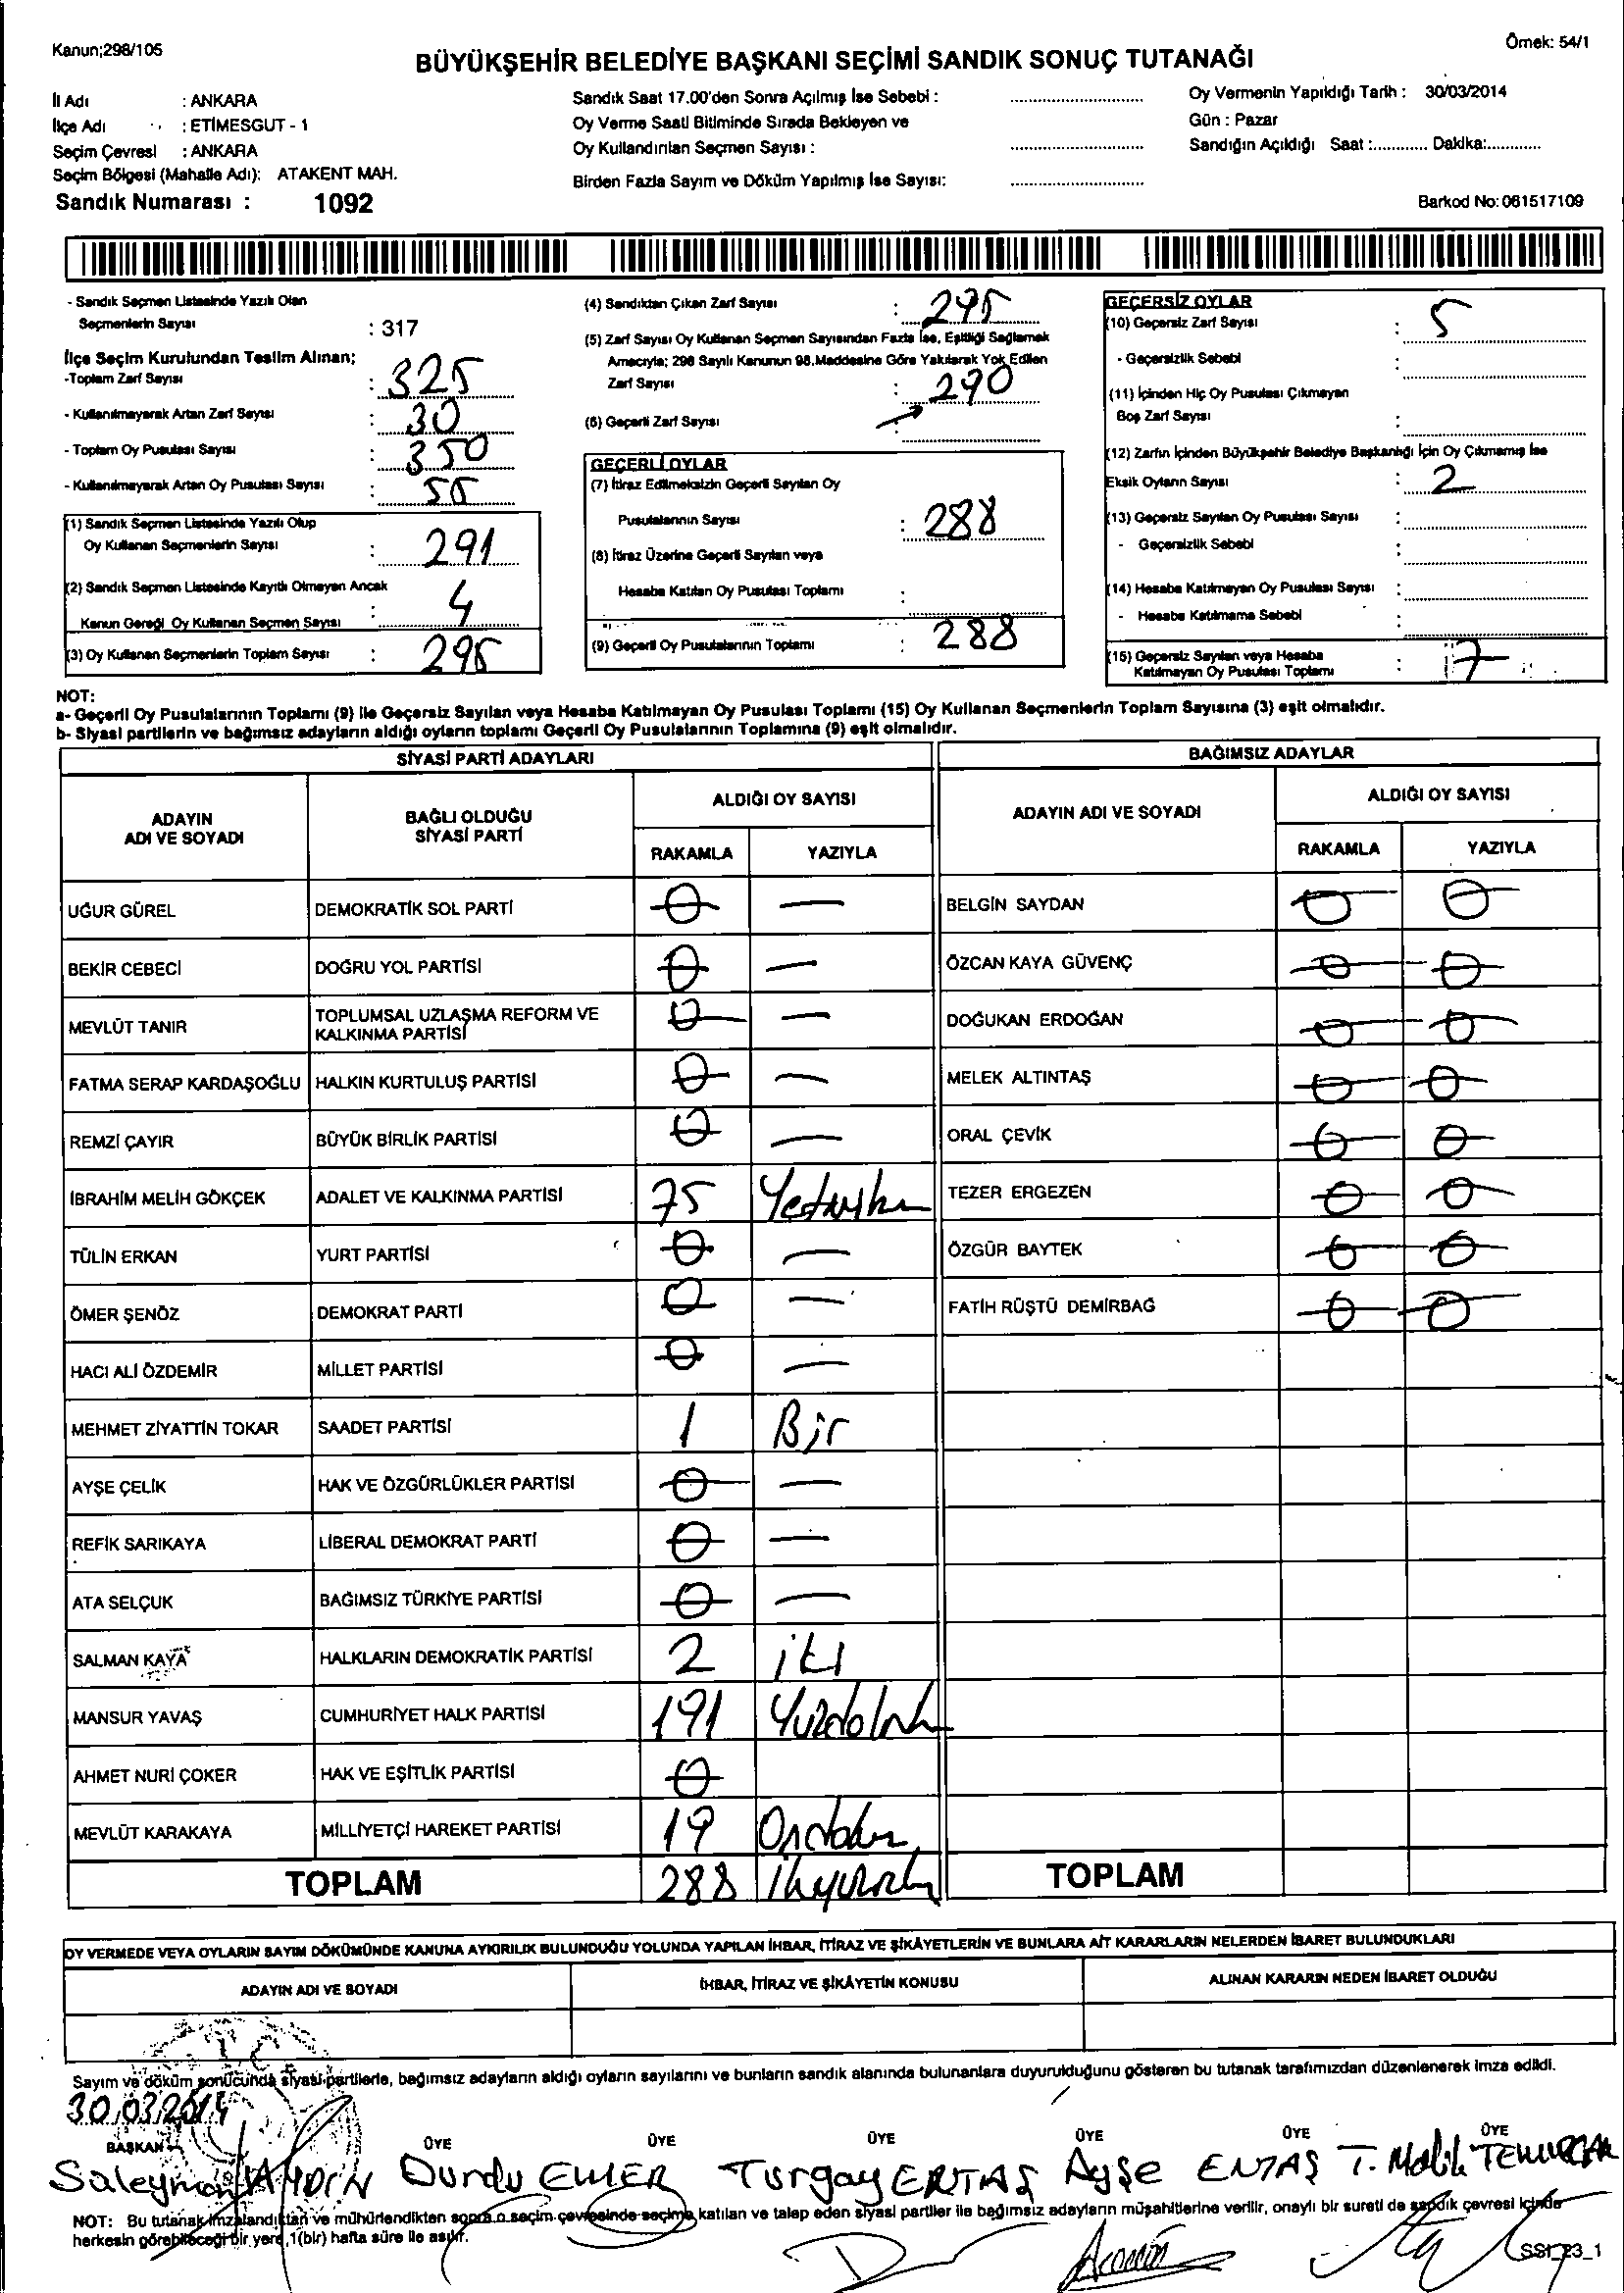 Kanun;298/105
Örnek: 54/1
BÜYÜKŞEHİR BELEDİYE BAŞKANI SEÇİMİ SANDIK SONUÇ TUTANAĞI
İl Adı : ANKARA
İlçe Adı : ETİMESGUT - 1
Seçim Çevresi : ANKARA
Seçim Bölgesi (Mahalle Adı): ATAKENT MAH.
Sandık Numarası : 1092
Sandık Saat 17.00'den Sonra Açılmış İse Sebebi : ..........
Oy Verme Saati Bitiminde Sırada Bekleyen ve
Oy Kullandırılan Seçmen Sayısı : ..........
Birden Fazla Sayım ve Döküm Yapılmış İse Sayısı: ..........
Oy Vermenin Yapıldığı Tarih : 30/03/2014
Gün : Pazar
Sandığın Açıldığı Saat :............ Dakika:............
Barkod No: 061517109
- Sandık Seçmen Listesinde Yazılı Olan
Seçmenlerin Sayısı : 317
İlçe Seçim Kurulundan Teslim Alınan;
-Toplam Zarf Sayısı : 325
- Kullanılmayarak Artan Zarf Sayısı : 30
- Toplam Oy Pusulası Sayısı : 350
- Kullanılmayarak Artan Oy Pusulası Sayısı : 55
(1) Sandık Seçmen Listesinde Yazılı Olup
Oy Kullanan Seçmenlerin Sayısı : 291
(2) Sandık Seçmen Listesinde Kayıtlı Olmayan Ancak
Kanun Gereği Oy Kullanan Seçmen Sayısı : 4
(3) Oy Kullanan Seçmenlerin Toplam Sayısı : 295
(4) Sandıktan Çıkan Zarf Sayısı : 295
(5) Zarf Sayısı Oy Kullanan Seçmen Sayısından Fazla İse, Eşitliği Sağlamak
Amacıyla; 298 Sayılı Kanunun 98.Maddesine Göre Yakılarak Yok Edilen
Zarf Sayısı : 290
(6) Geçerli Zarf Sayısı
GEÇERLİ OYLAR
(7) İtiraz Edilmeksizin Geçerli Sayılan Oy
Pusulalarının Sayısı : 288
(8) İtiraz Üzerine Geçerli Sayılan veya
Hesaba Katılan Oy Pusulası Toplamı :
(9) Geçerli Oy Pusulalarının Toplamı : 288
GEÇERSİZ OYLAR
(10) Geçersiz Zarf Sayısı : 5
- Geçersizlik Sebebi :
(11) İçinden Hiç Oy Pusulası Çıkmayan
Boş Zarf Sayısı :
(12) Zarfın İçinden Büyükşehir Belediye Başkanlığı İçin Oy Çıkmamış İse
Eksik Oyların Sayısı : 2
(13) Geçersiz Sayılan Oy Pusulası Sayısı :
- Geçersizlik Sebebi :
(14) Hesaba Katılmayan Oy Pusulası Sayısı :
- Hesaba Katılmama Sebebi :
(15) Geçersiz Sayılan veya Hesaba
Katılmayan Oy Pusulası Toplamı : 7
NOT:
a- Geçerli Oy Pusulalarının Toplamı (9) ile Geçersiz Sayılan veya Hesaba Katılmayan Oy Pusulası Toplamı (15) Oy Kullanan Seçmenlerin Toplam Sayısına (3) eşit olmalıdır.
b- Siyasi partilerin ve bağımsız adayların aldığı oyların toplamı Geçerli Oy Pusulalarının Toplamına (9) eşit olmalıdır.
SİYASİ PARTİ ADAYLARI
ADAYIN ADI VE SOYADI BAĞLI OLDUĞU SİYASİ PARTİ ALDIĞI OY SAYISI RAKAMLA YAZIYLA
UĞUR GÜREL DEMOKRATİK SOL PARTİ 0 —
BEKİR CEBECİ DOĞRU YOL PARTİSİ 0 —
MEVLÜT TANIR TOPLUMSAL UZLAŞMA REFORM VE KALKINMA PARTİSİ 0 —
FATMA SERAP KARDAŞOĞLU HALKIN KURTULUŞ PARTİSİ 0 —
REMZİ ÇAYIR BÜYÜK BİRLİK PARTİSİ 0 —
İBRAHİM MELİH GÖKÇEK ADALET VE KALKINMA PARTİSİ 75
TÜLİN ERKAN YURT PARTİSİ 0 —
ÖMER ŞENÖZ DEMOKRAT PARTİ 0 —
HACI ALİ ÖZDEMİR MİLLET PARTİSİ 0 —
MEHMET ZİYATTİN TOKAR SAADET PARTİSİ 1 Bir
AYŞE ÇELİK HAK VE ÖZGÜRLÜKLER PARTİSİ 0 —
REFİK SARIKAYA LİBERAL DEMOKRAT PARTİ 0 —
ATA SELÇUK BAĞIMSIZ TÜRKİYE PARTİSİ 0 —
SALMAN KAYA HALKLARIN DEMOKRATİK PARTİSİ 2 iki
MANSUR YAVAŞ CUMHURİYET HALK PARTİSİ 191
AHMET NURİ ÇOKER HAK VE EŞİTLİK PARTİSİ 0
MEVLÜT KARAKAYA MİLLİYETÇİ HAREKET PARTİSİ 19
TOPLAM 288
BAĞIMSIZ ADAYLAR
ADAYIN ADI VE SOYADI ALDIĞI OY SAYISI RAKAMLA YAZIYLA
BELGİN SAYDAN 0 0
ÖZCAN KAYA GÜVENÇ 0 0
DOĞUKAN ERDOĞAN 0 0
MELEK ALTINTAŞ 0 0
ORAL ÇEVİK 0 0
TEZER ERGEZEN 0 0
ÖZGÜR BAYTEK 0 0
FATİH RÜŞTÜ DEMİRBAĞ 0 0
TOPLAM
OY VERMEDE VEYA OYLARIN SAYIM DÖKÜMÜNDE KANUNA AYKIRILIK BULUNDUĞU YOLUNDA YAPILAN İHBAR, İTİRAZ VE ŞİKÂYETLERİN VE BUNLARA AİT KARARLARIN NELERDEN İBARET BULUNDUKLARI
ADAYIN ADI VE SOYADI İHBAR, İTİRAZ VE ŞİKÂYETİN KONUSU ALINAN KARARIN NEDEN İBARET OLDUĞU
T.C.
Sayım ve döküm sonucunda siyasi partilerle, bağımsız adayların aldığı oyların sayılarını ve bunların sandık alanında bulunanlara duyurulduğunu gösteren bu tutanak tarafımızdan düzenlenerek imza edildi.
30/03/2014
BAŞKAN ÜYE ÜYE ÜYE ÜYE ÜYE ÜYE
Süleyman AYDIN Durdu Turgay ERTAŞ Ayşe T. Melih
NOT: Bu tutanak imzalandıktan ve mühürlendikten sonra o seçim çevresinde seçime katılan ve talep eden siyasi partiler ile bağımsız adayların müşahitlerine verilir, onaylı bir sureti de sandık çevresi içinde
herkesin görebileceği bir yere, 1(bir) hafta süre ile asılır.
SSI_23_1